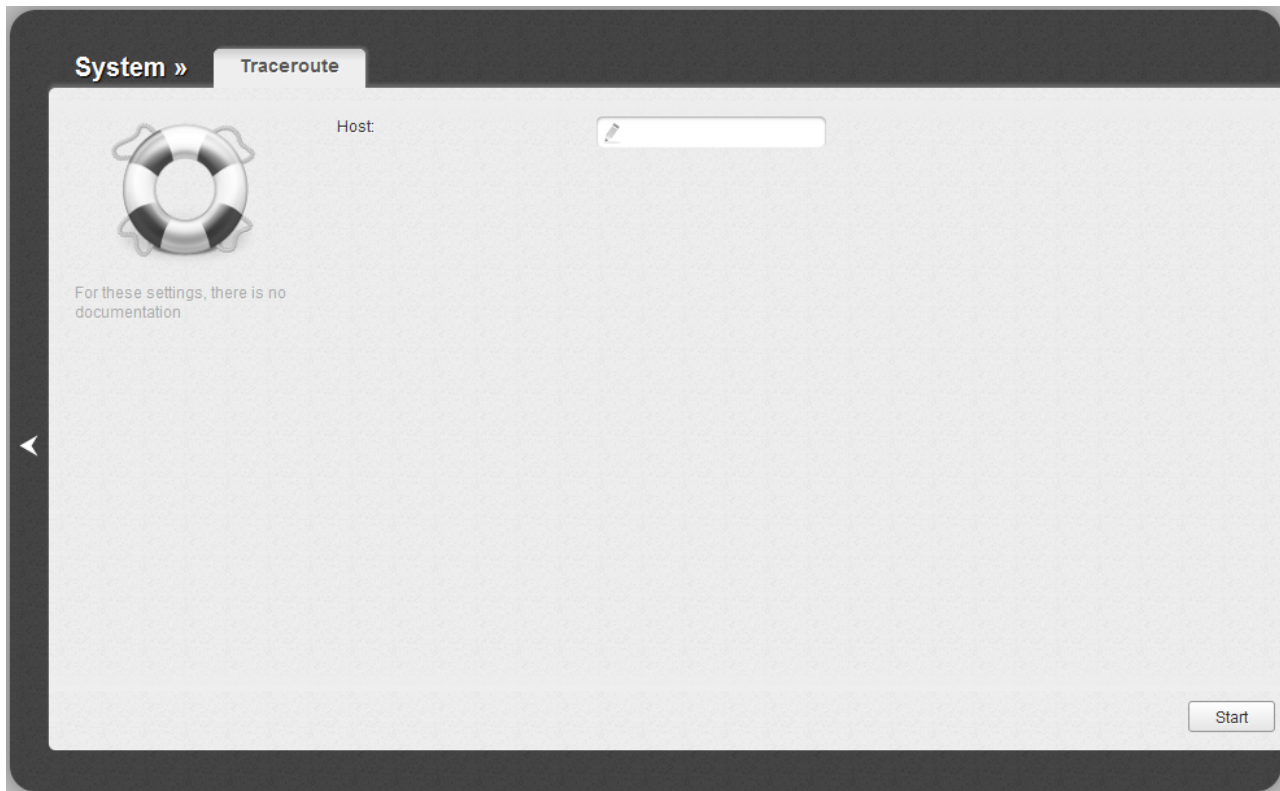 System »
Traceroute
Host:
For these settings, there is no
documentation
Start